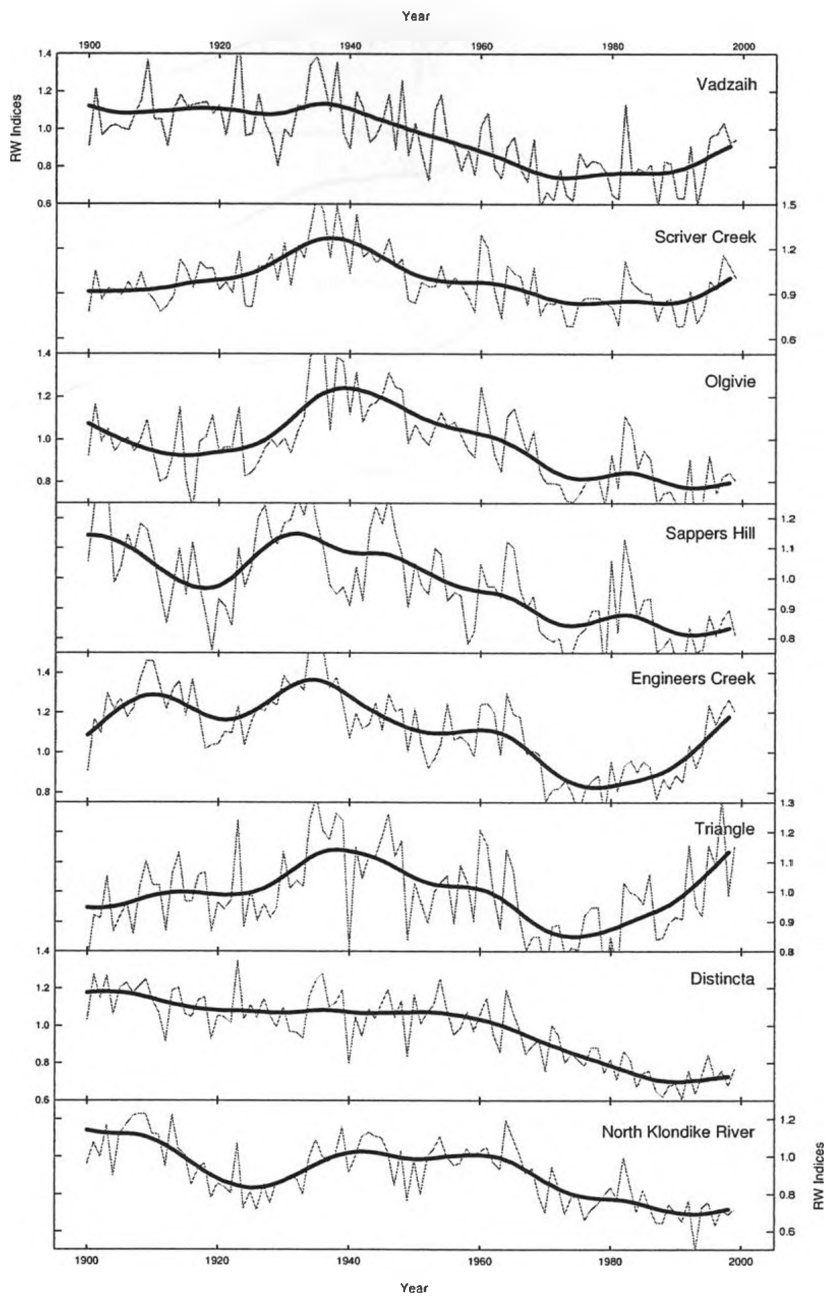 Year
1900 1920 1940 1960 1980 2000
1.4
1.2
1.0
0.8
0.6
RW Indices
Vadzaih
1.5
1.2
0.9
0.6
Scriver Creek
1.4
1.2
1.0
0.8
Olgivie
1.2
1.1
1.0
0.9
0.8
Sappers Hill
1.4
1.2
1.0
0.8
Engineers Creek
1.3
1.2
1.1
1.0
0.9
0.8
Triangle
1.4
1.2
1.0
0.8
0.6
Distincta
1.2
1.0
0.8
0.6
North Klondike River
RW Indices
1900 1920 1940 1960 1980 2000
Year